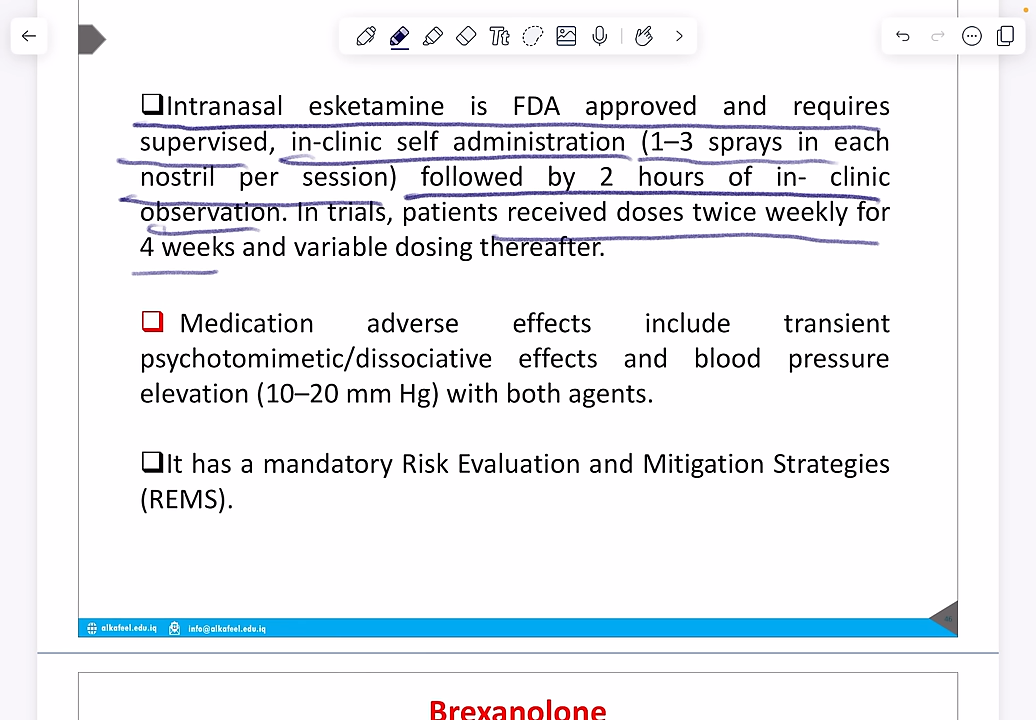 Tt
❑Intranasal esketamine is FDA approved and requires
supervised, in-clinic self administration (1–3 sprays in each
nostril per session) followed by 2 hours of in- clinic
observation. In trials, patients received doses twice weekly for
4 weeks and variable dosing thereafter.
❑ Medication adverse effects include transient
psychotomimetic/dissociative effects and blood pressure
elevation (10–20 mm Hg) with both agents.
❑It has a mandatory Risk Evaluation and Mitigation Strategies
(REMS).
alkafeel.edu.iq info@alkafeel.edu.iq
Brexanolone